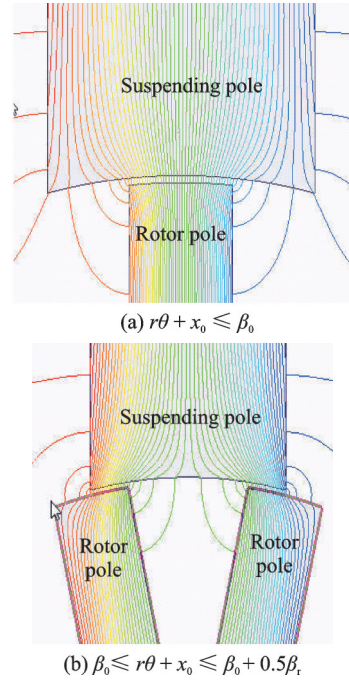 Suspending pole
Rotor pole
(a) rθ + x₀ ⩽ β₀
Suspending pole
Rotor Rotor
pole pole
(b) β₀ ⩽ rθ + x₀ ⩽ β₀ + 0.5βᵣ